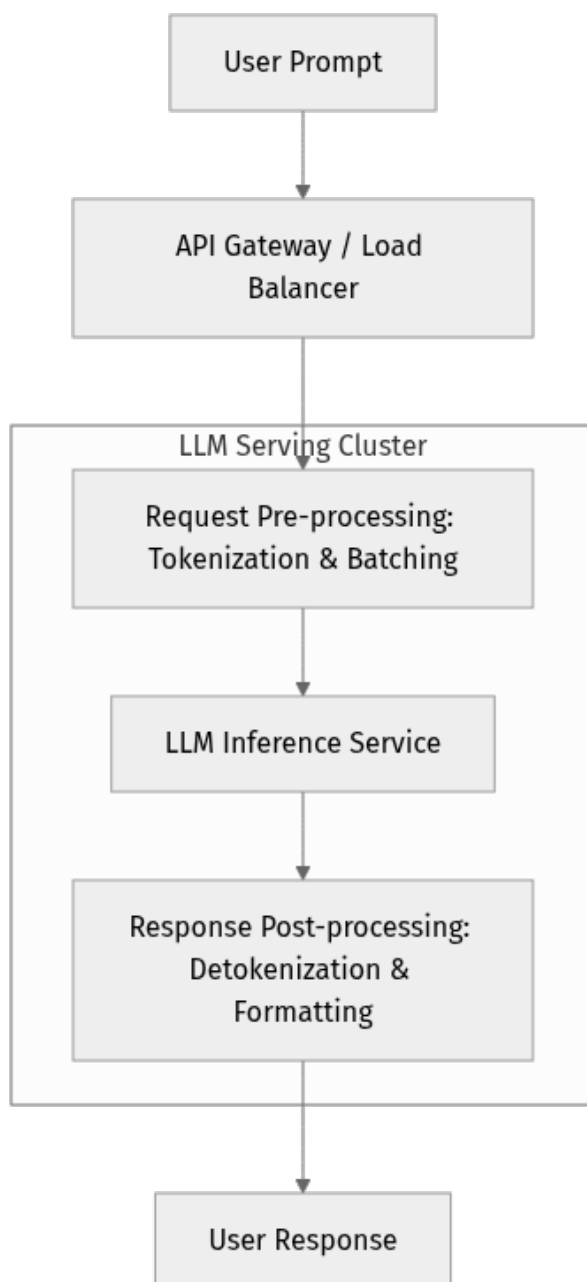 User Prompt
API Gateway / Load
Balancer
LLM Serving Cluster
Request Pre-processing:
Tokenization & Batching
LLM Inference Service
Response Post-processing:
Detokenization &
Formatting
User Response